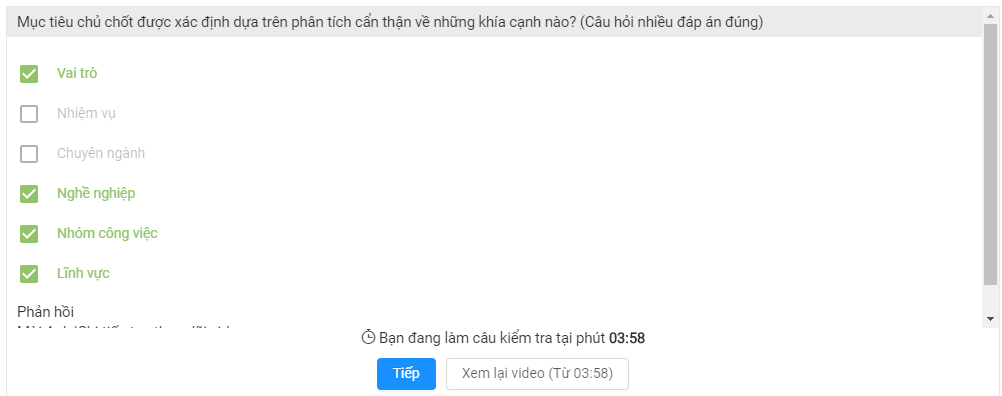 Mục tiêu chủ chốt được xác định dựa trên phân tích cẩn thận về những khía cạnh nào? (Câu hỏi nhiều đáp án đúng)
Vai trò
Nhiệm vụ
Chuyên ngành
Nghề nghiệp
Nhóm công việc
Lĩnh vực
Phản hồi
Bạn đang làm câu kiểm tra tại phút 03:58
Tiếp
Xem lại video (Từ 03:58)